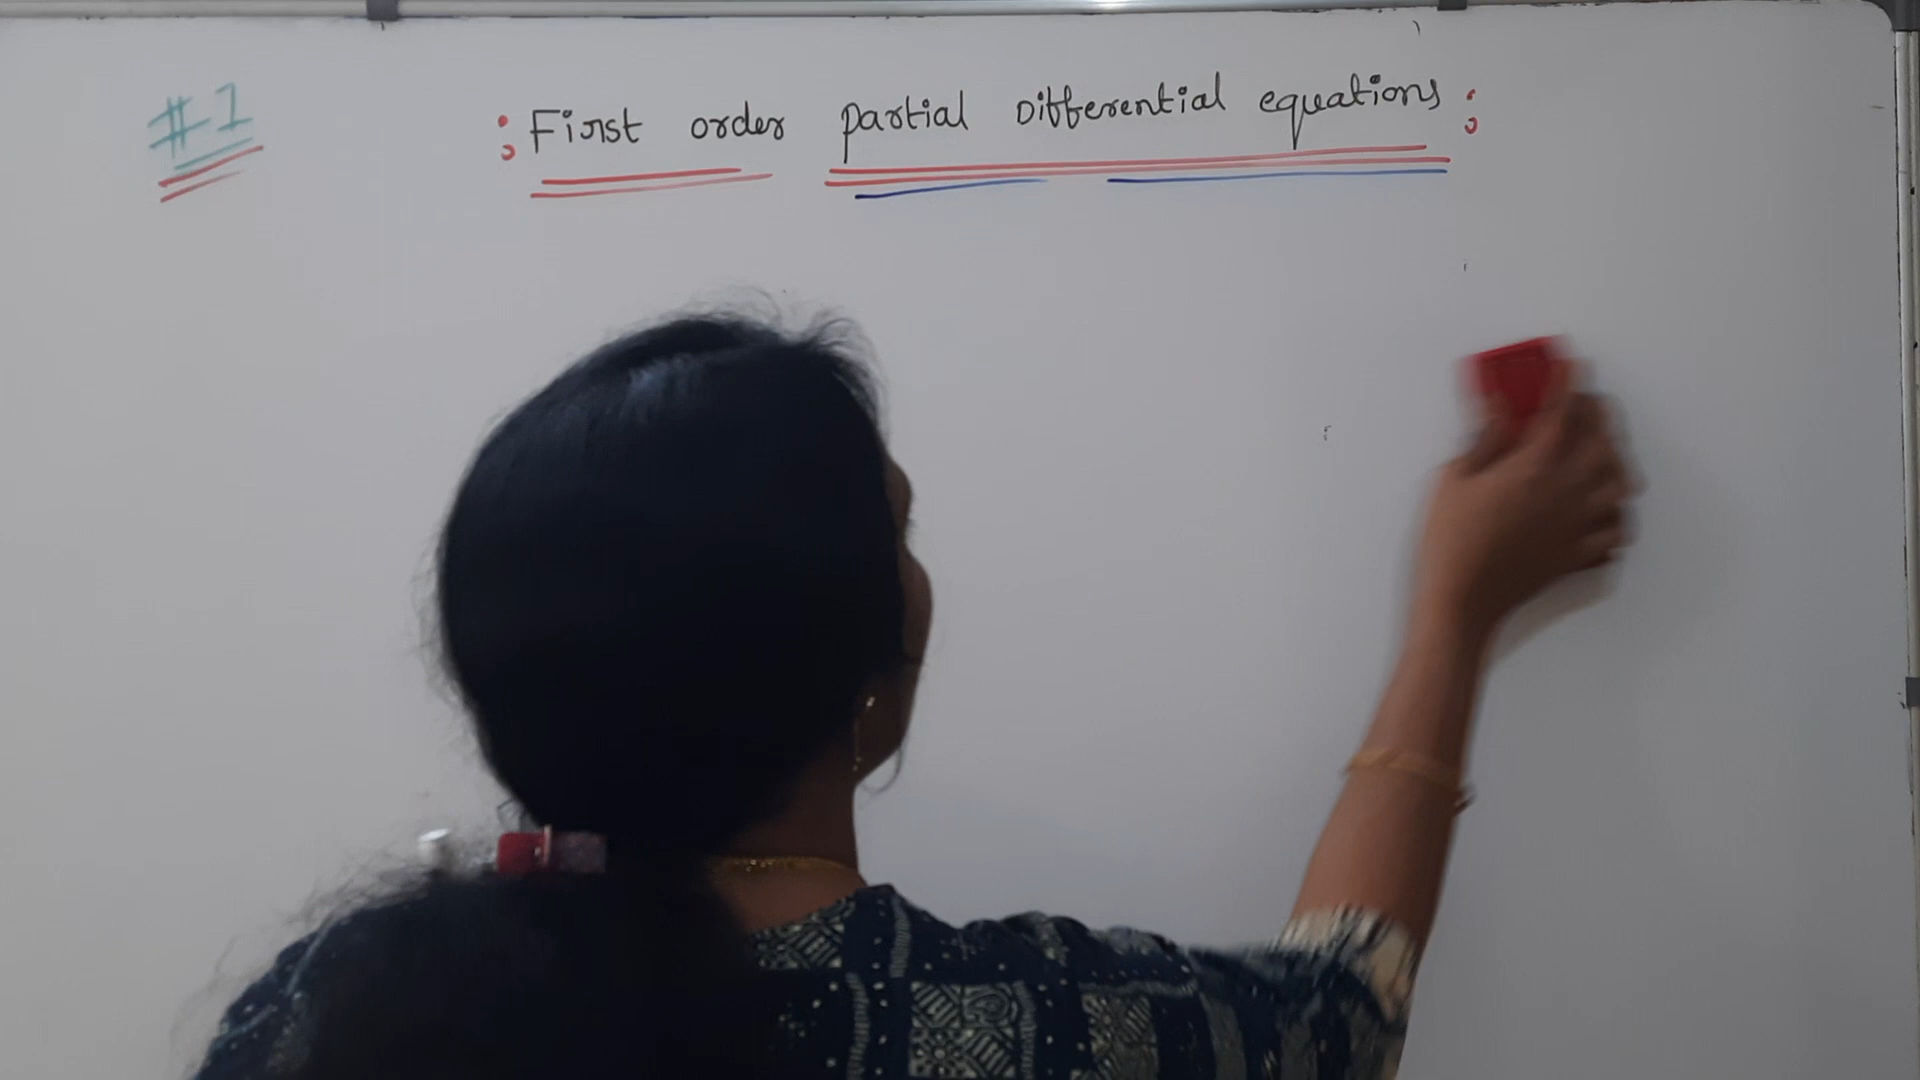 #1
: First order partial Differential equations :